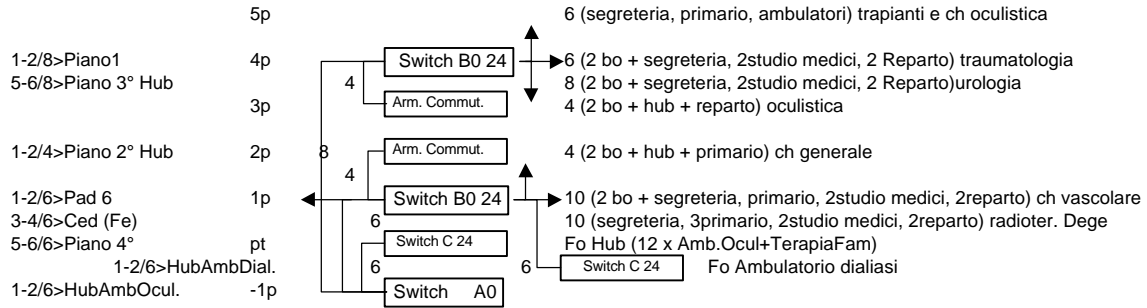 5p 6 (segreteria, primario, ambulatori) trapianti e ch oculistica
1-2/8>Piano1 4p Switch B0 24 6 (2 bo + segreteria, 2studio medici, 2 Reparto) traumatologia
5-6/8>Piano 3° Hub 4 8 (2 bo + segreteria, 2studio medici, 2 Reparto)urologia
3p Arm. Commut. 4 (2 bo + hub + reparto) oculistica
1-2/4>Piano 2° Hub 2p 8 Arm. Commut. 4 (2 bo + hub + primario) ch generale
4
1-2/6>Pad 6 1p Switch B0 24 10 (2 bo + segreteria, primario, 2studio medici, 2reparto) ch vascolare
3-4/6>Ced (Fe) 6 10 (segreteria, 3primario, 2studio medici, 2reparto) radioter. Dege
5-6/6>Piano 4° pt Switch C 24 Fo Hub (12 x Amb.Ocul+TerapiaFam)
1-2/6>HubAmbDial. 6 6 Switch C 24 Fo Ambulatorio dialiasi
1-2/6>HubAmbOcul. -1p Switch A0